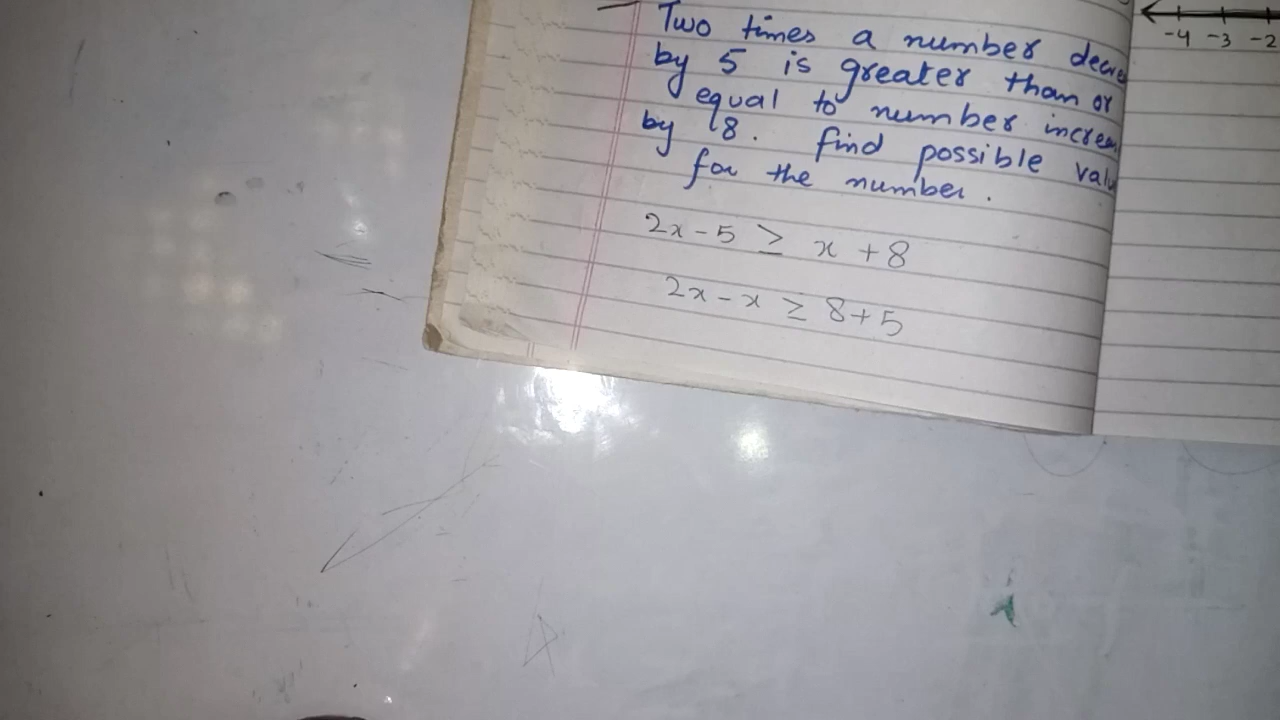 Two times a number decre
by 5 is greater than or
equal to number increa
by 8. find possible valu
for the number.
2x - 5 ≥ x + 8
2x - x ≥ 8 + 5
-4 -3 -2